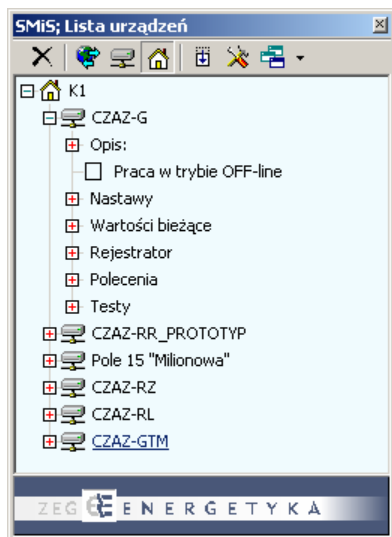 SMiS; Lista urządzeń
K1
CZAZ-G
Opis:
Praca w trybie OFF-line
Nastawy
Wartości bieżące
Rejestrator
Polecenia
Testy
CZAZ-RR_PROTOTYP
Pole 15 "Milionowa"
CZAZ-RZ
CZAZ-RL
CZAZ-GTM
ZEG ENERGETYKA